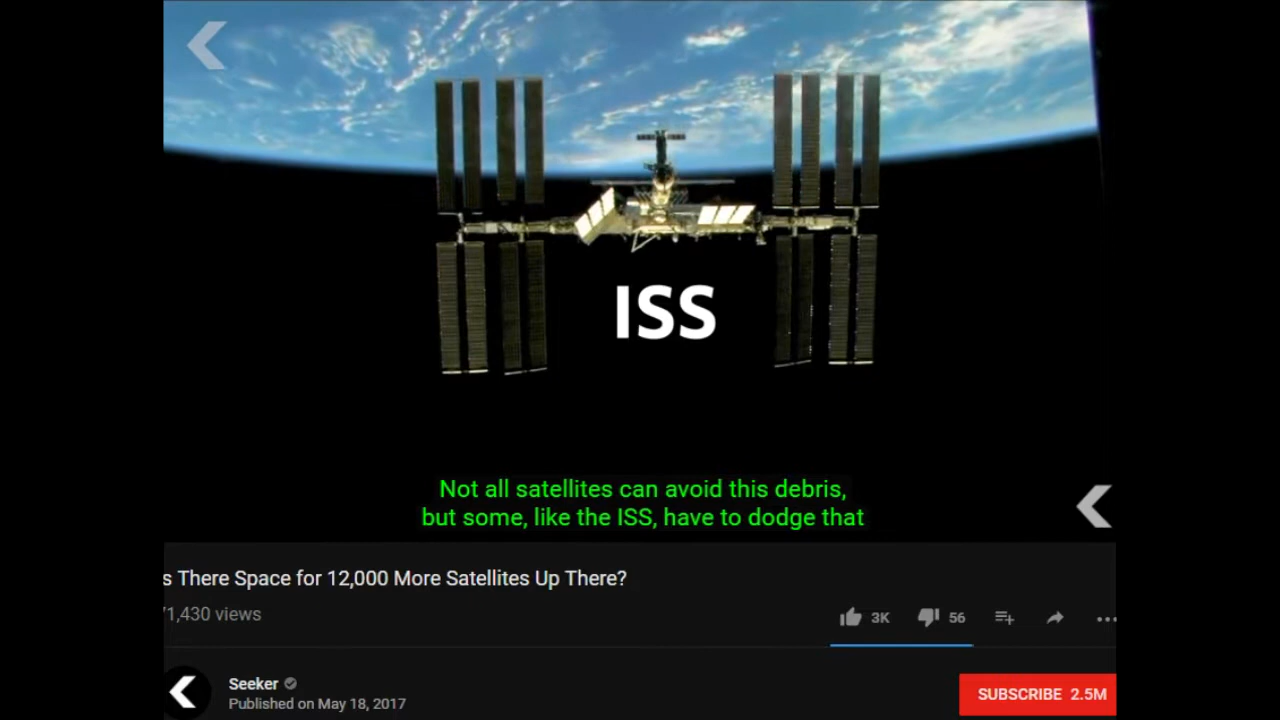 ISS
Not all satellites can avoid this debris,
but some, like the ISS, have to dodge that
s There Space for 12,000 More Satellites Up There?
1,430 views
3K
56
Seeker
Published on May 18, 2017
SUBSCRIBE 2.5M